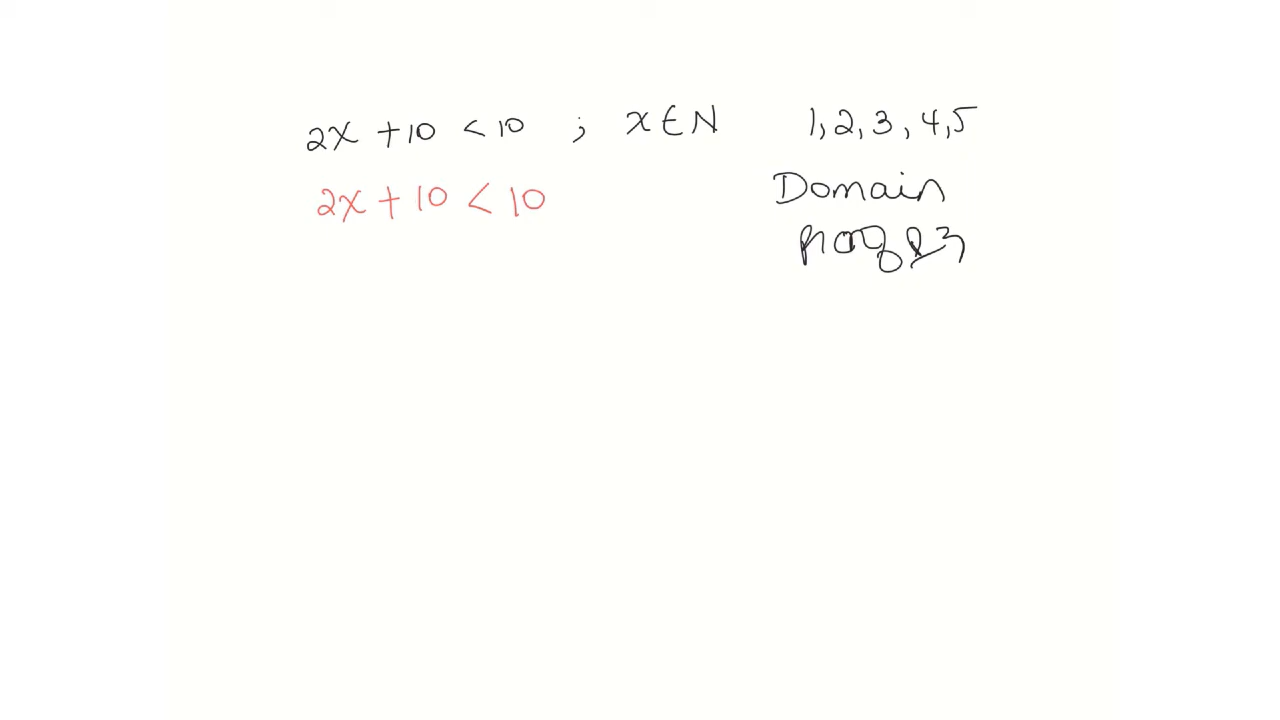 2x + 10 < 10 ; x ∈ N 1, 2, 3, 4, 5
Domain
2x + 10 < 10